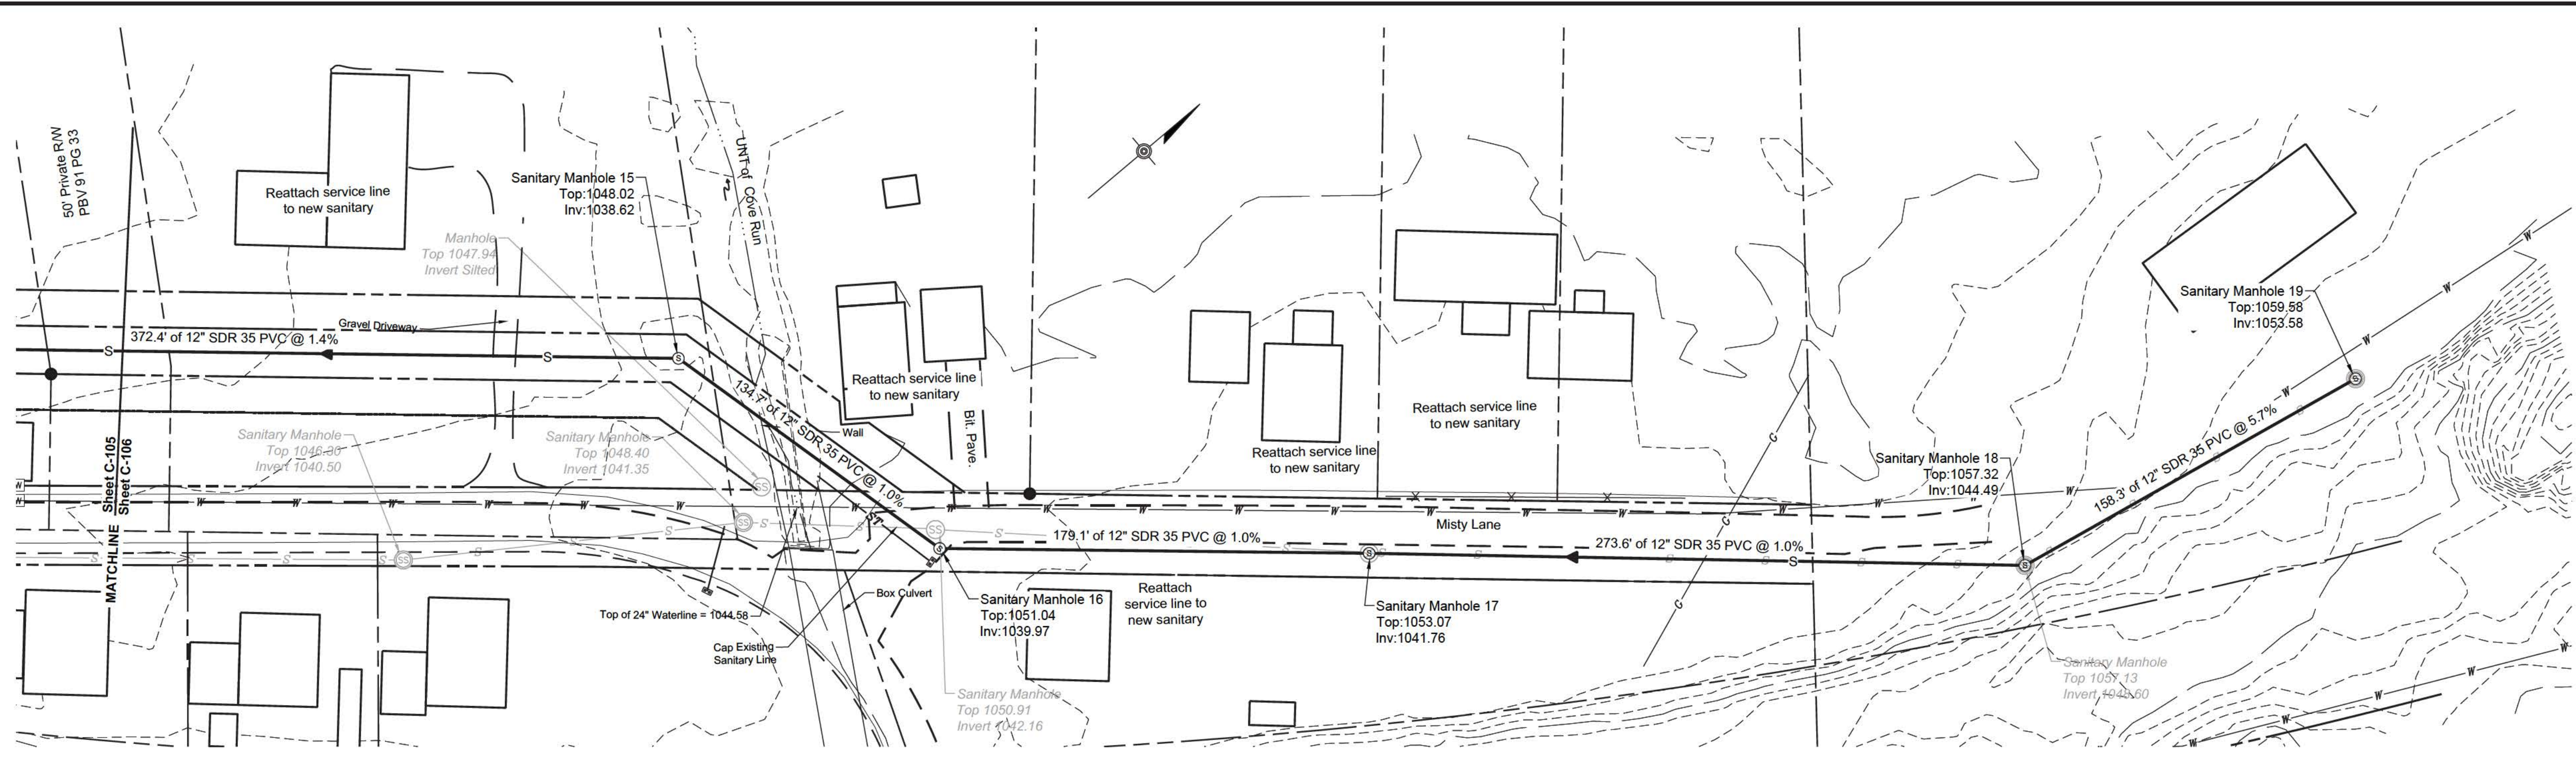 50' Private R/W
PBV 91 PG 33
Reattach service line
to new sanitary
Sanitary Manhole 15
Top:1048.02
Inv:1038.62
UNT of Cove Run
Manhole
Top 1047.94
Invert Silted
Gravel Driveway
372.4' of 12" SDR 35 PVC @ 1.4%
S
S
S
134.7' of 12" SDR 35 PVC @ 1.0%
Reattach service line
to new sanitary
Wall
Bit. Pave.
Sanitary Manhole
Top 1046.30
Invert 1040.50
Sanitary Manhole
Top 1048.40
Invert 1041.35
MATCHLINE
Sheet C-105
Sheet C-106
SS
SS
SS
SS
ST
Reattach service line
to new sanitary
Reattach service line
to new sanitary
Misty Lane
179.1' of 12" SDR 35 PVC @ 1.0%
273.6' of 12" SDR 35 PVC @ 1.0%
S
Sanitary Manhole 18
Top:1057.32
Inv:1044.49
158.3' of 12" SDR 35 PVC @ 5.7%
Sanitary Manhole 19
Top:1059.58
Inv:1053.58
Top of 24" Waterline = 1044.58
Box Culvert
Cap Existing
Sanitary Line
Sanitary Manhole 16
Top:1051.04
Inv:1039.97
Reattach
service line to
new sanitary
Sanitary Manhole 17
Top:1053.07
Inv:1041.76
Sanitary Manhole
Top 1050.91
Invert 1042.16
Sanitary Manhole
Top 1057.13
Invert 1048.60